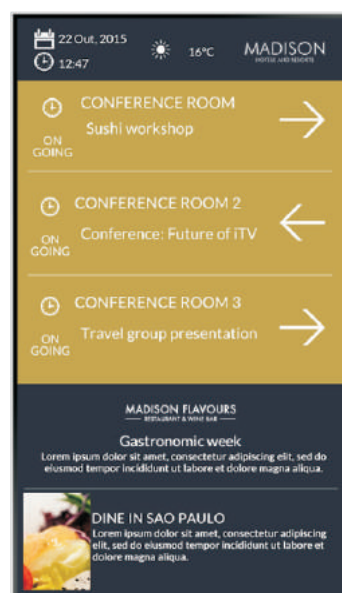 22 Out, 2015
12:47
16°C
MADISON
HOTELS AND RESORTS
CONFERENCE ROOM
Sushi workshop
ON
GOING
CONFERENCE ROOM 2
Conference: Future of iTV
ON
GOING
CONFERENCE ROOM 3
Travel group presentation
ON
GOING
MADISON FLAVOURS
RESTAURANT & WINE BAR
Gastronomic week
Lorem ipsum dolor sit amet, consectetur adipiscing elit, sed do
eiusmod tempor incididunt ut labore et dolore magna aliqua.
DINE IN SAO PAULO
Lorem ipsum dolor sit amet, consectetur adipiscing
elit, sed do eiusmod tempor incididunt ut labore et
dolore magna aliqua.